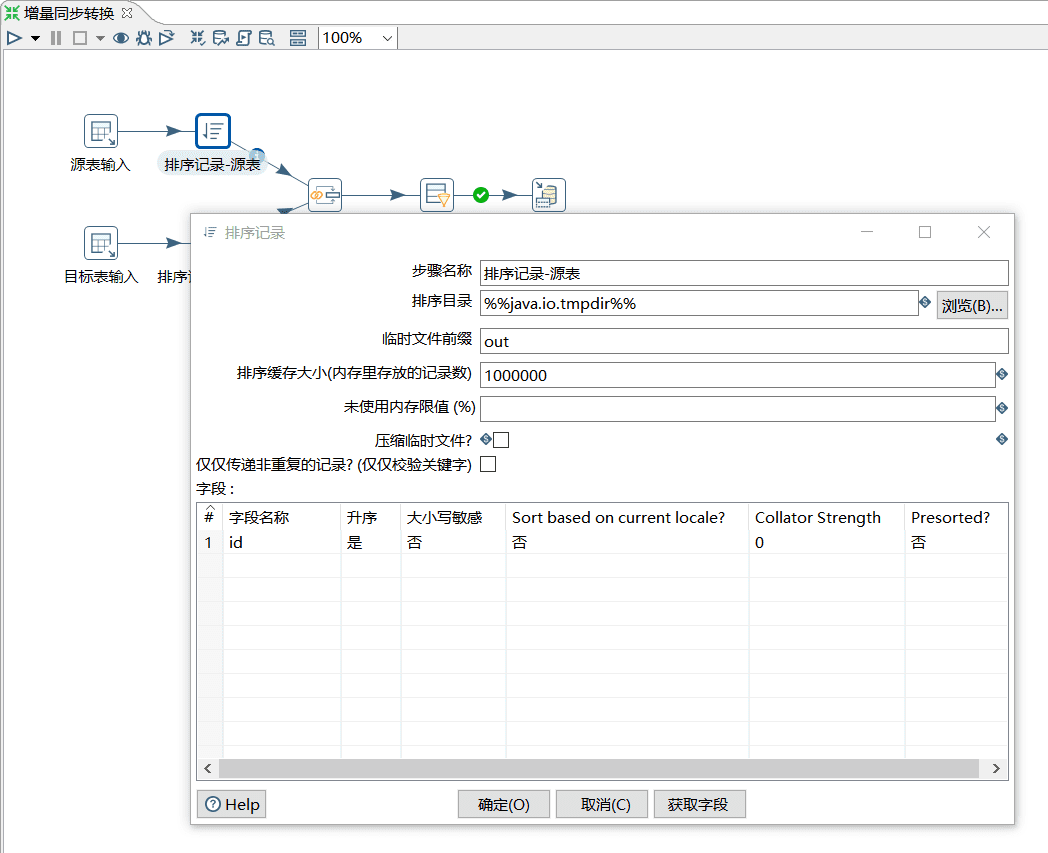 增量同步转换
100%
源表输入
排序记录-源表
目标表输入
排序记录
步骤名称 排序记录-源表
排序目录 %%java.io.tmpdir%% 浏览(B)...
临时文件前缀 out
排序缓存大小(内存里存放的记录数) 1000000
未使用内存限值 (%)
压缩临时文件?
仅仅传递非重复的记录? (仅仅校验关键字)
字段 :
# 字段名称 升序 大小写敏感 Sort based on current locale? Collator Strength Presorted?
1 id 是 否 否 0 否
Help 确定(O) 取消(C) 获取字段